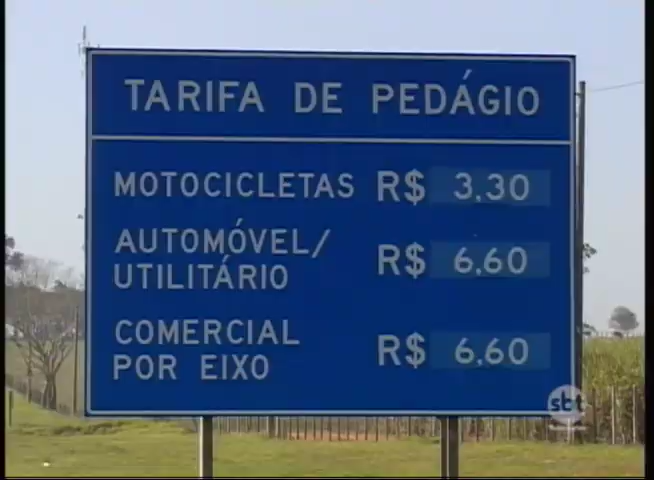 TARIFA DE PEDÁGIO
MOTOCICLETAS R$ 3,30
AUTOMÓVEL/
UTILITÁRIO R$ 6,60
COMERCIAL
POR EIXO R$ 6,60
sbt